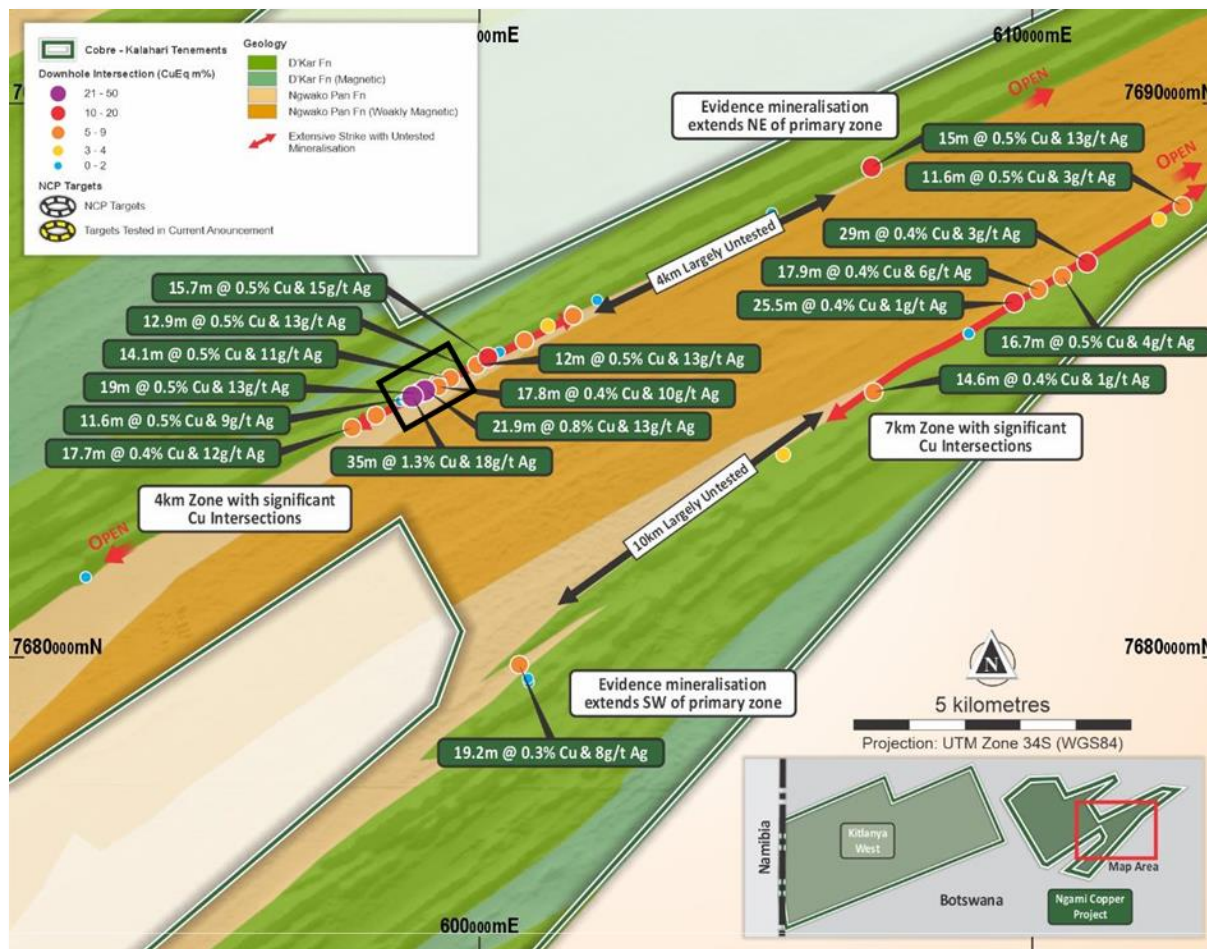 Cobre - Kalahari Tenements
Downhole Intersection (CuEq m%)
21 - 50
10 - 20
5 - 9
3 - 4
0 - 2
NCP Targets
NCP Targets
Targets Tested in Current Anouncement
Geology
D'Kar Fn
D'Kar Fn (Magnetic)
Ngwako Pan Fn
Ngwako Pan Fn (Weakly Magnetic)
Extensive Strike with Untested
Mineralisation
000mE
610000mE
7690000mN
OPEN
Evidence mineralisation
extends NE of primary zone
15m @ 0.5% Cu & 13g/t Ag
OPEN
11.6m @ 0.5% Cu & 3g/t Ag
29m @ 0.4% Cu & 3g/t Ag
17.9m @ 0.4% Cu & 6g/t Ag
25.5m @ 0.4% Cu & 1g/t Ag
16.7m @ 0.5% Cu & 4g/t Ag
14.6m @ 0.4% Cu & 1g/t Ag
4km Largely Untested
15.7m @ 0.5% Cu & 15g/t Ag
12.9m @ 0.5% Cu & 13g/t Ag
14.1m @ 0.5% Cu & 11g/t Ag
19m @ 0.5% Cu & 13g/t Ag
11.6m @ 0.5% Cu & 9g/t Ag
17.7m @ 0.4% Cu & 12g/t Ag
12m @ 0.5% Cu & 13g/t Ag
17.8m @ 0.4% Cu & 10g/t Ag
21.9m @ 0.8% Cu & 13g/t Ag
35m @ 1.3% Cu & 18g/t Ag
7km Zone with significant
Cu Intersections
4km Zone with significant
Cu Intersections
OPEN
10km Largely Untested
7680000mN
7680000mN
Evidence mineralisation
extends SW of primary zone
19.2m @ 0.3% Cu & 8g/t Ag
N
5 kilometres
Projection: UTM Zone 34S (WGS84)
600000mE
Namibia
Kitlanya
West
Botswana
Map Area
Ngami Copper
Project